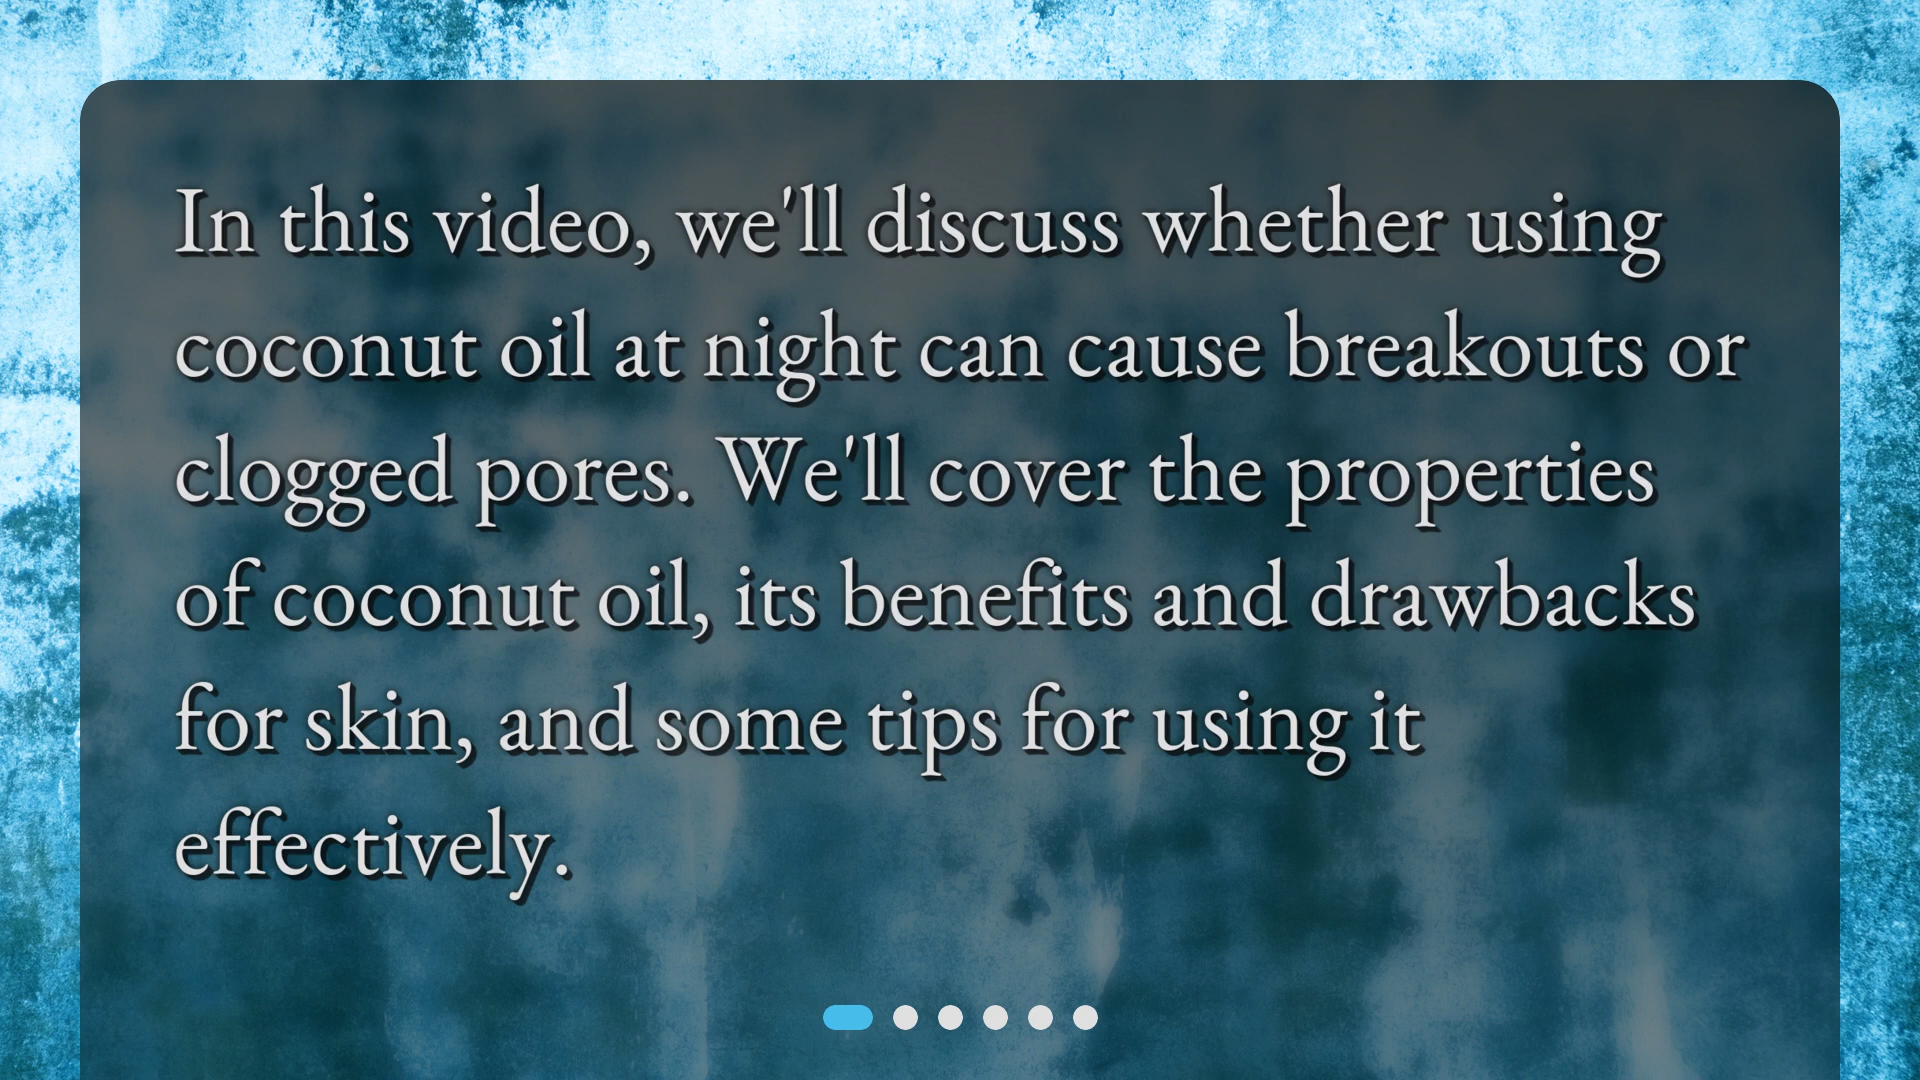 In this video, we'll discuss whether using
coconut oil at night can cause breakouts or
clogged pores. We'll cover the properties
of coconut oil, its benefits and drawbacks
for skin, and some tips for using it
effectively.